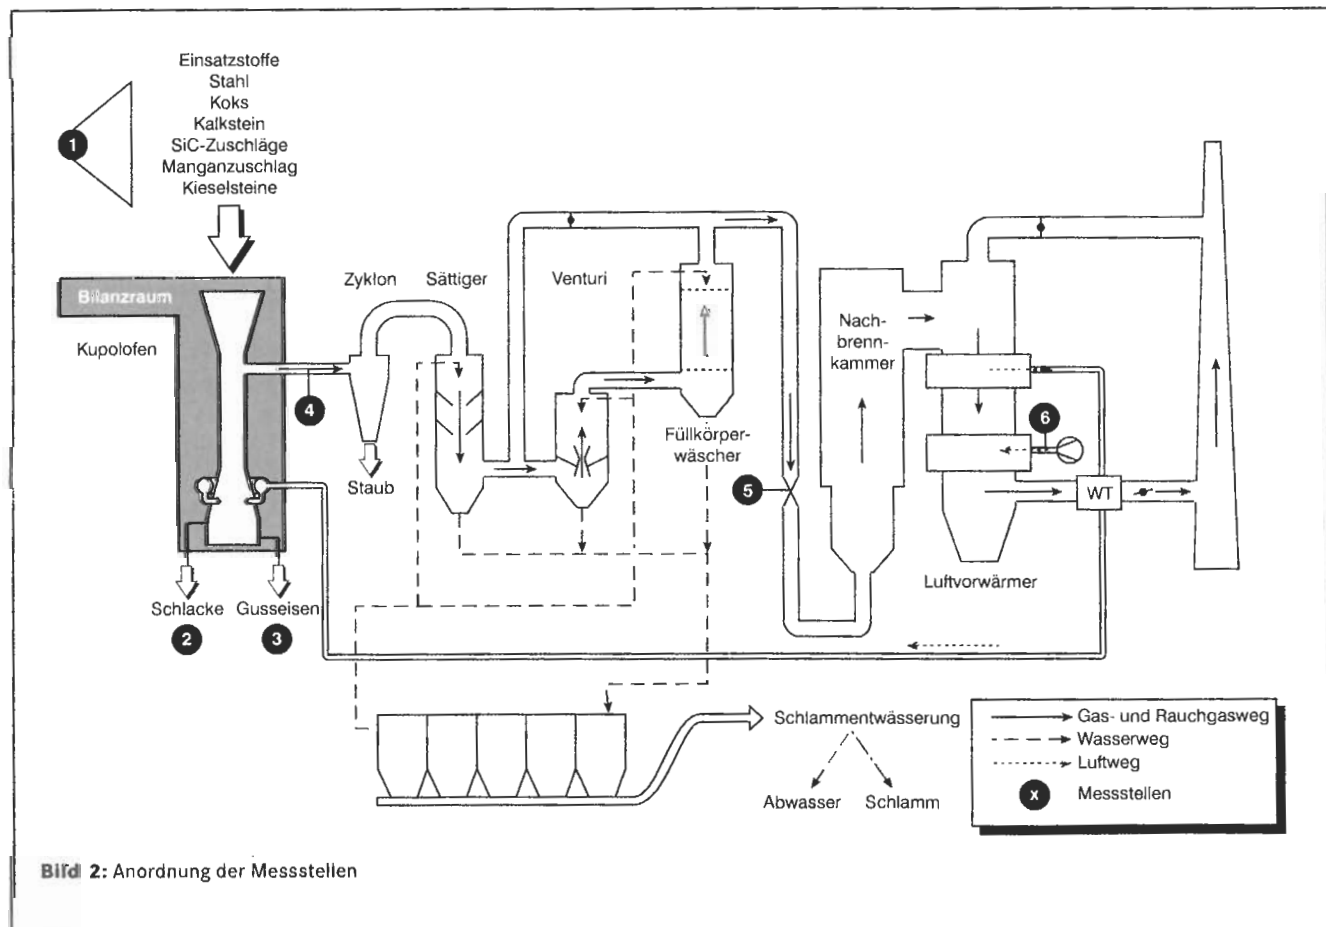 Einsatzstoffe
Stahl
Koks
Kalkstein
SiC-Zuschläge
Manganzuschlag
Kieselsteine
1
Bilanzraum
Kupolofen
Zyklon
Sättiger
Venturi
Nach-
brenn-
kammer
4
6
Füllkörper-
wäscher
5
WT
Staub
Luftvorwärmer
Schlacke
Gusseisen
2
3
Schlammentwässerung
Abwasser
Schlamm
Gas- und Rauchgasweg
Wasserweg
Luftweg
x
Messstellen
Bild 2: Anordnung der Messstellen